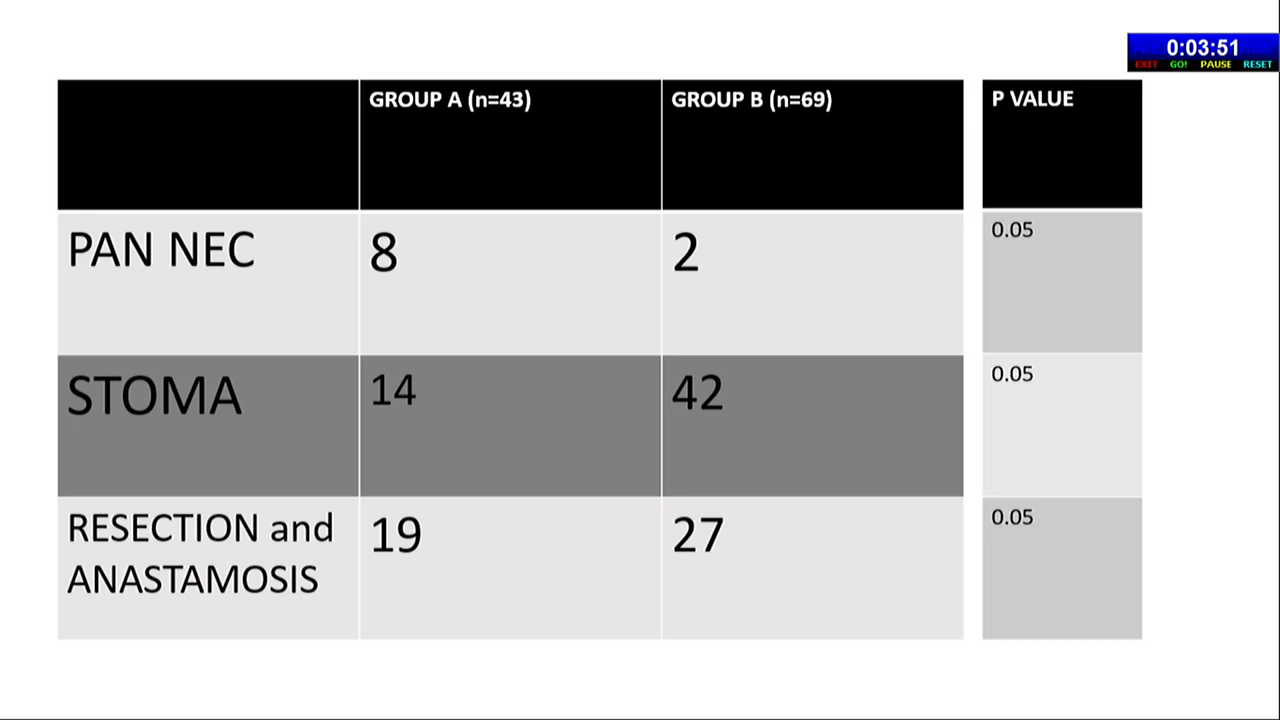 0:03:51
EXIT GO! PAUSE RESET
GROUP A (n=43) GROUP B (n=69) P VALUE
PAN NEC 8 2 0.05
STOMA 14 42 0.05
RESECTION and 19 27 0.05
ANASTAMOSIS